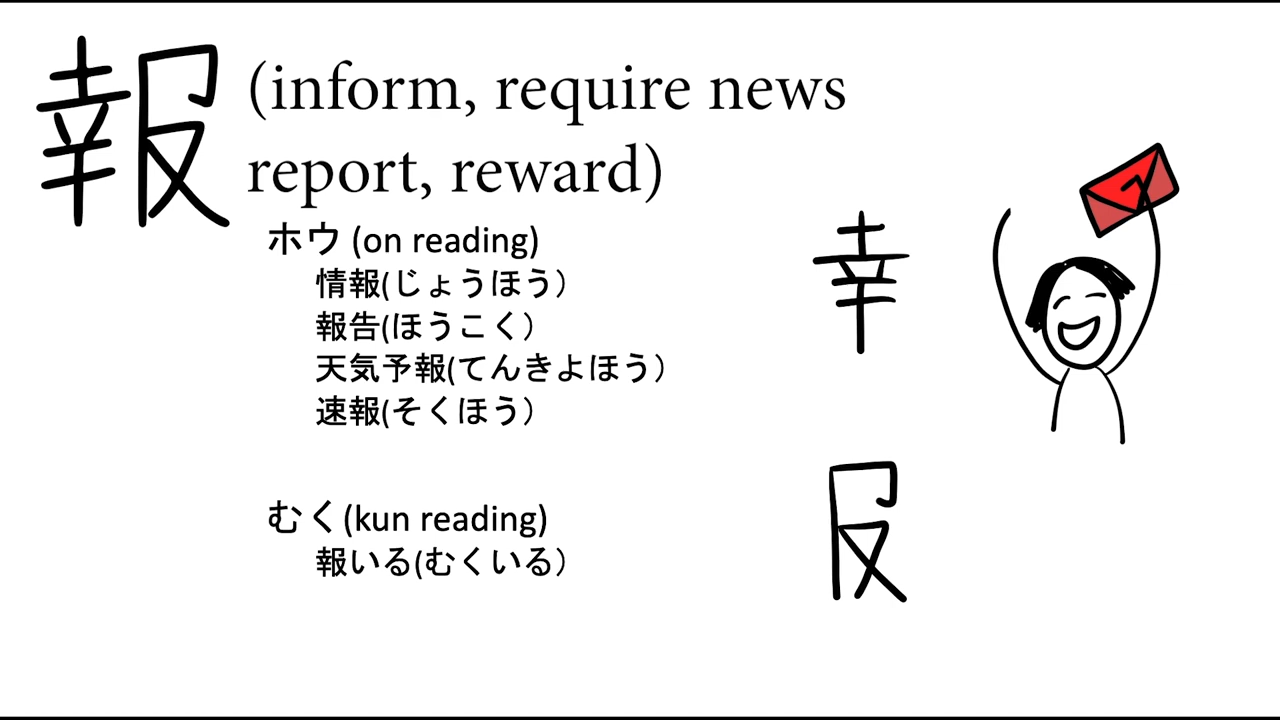 報 (inform, require news
report, reward)
ホウ (on reading)
情報(じょうほう）
報告(ほうこく）
天気予報(てんきよほう）
速報(そくほう）
むく(kun reading)
報いる(むくいる）
幸
𠬝